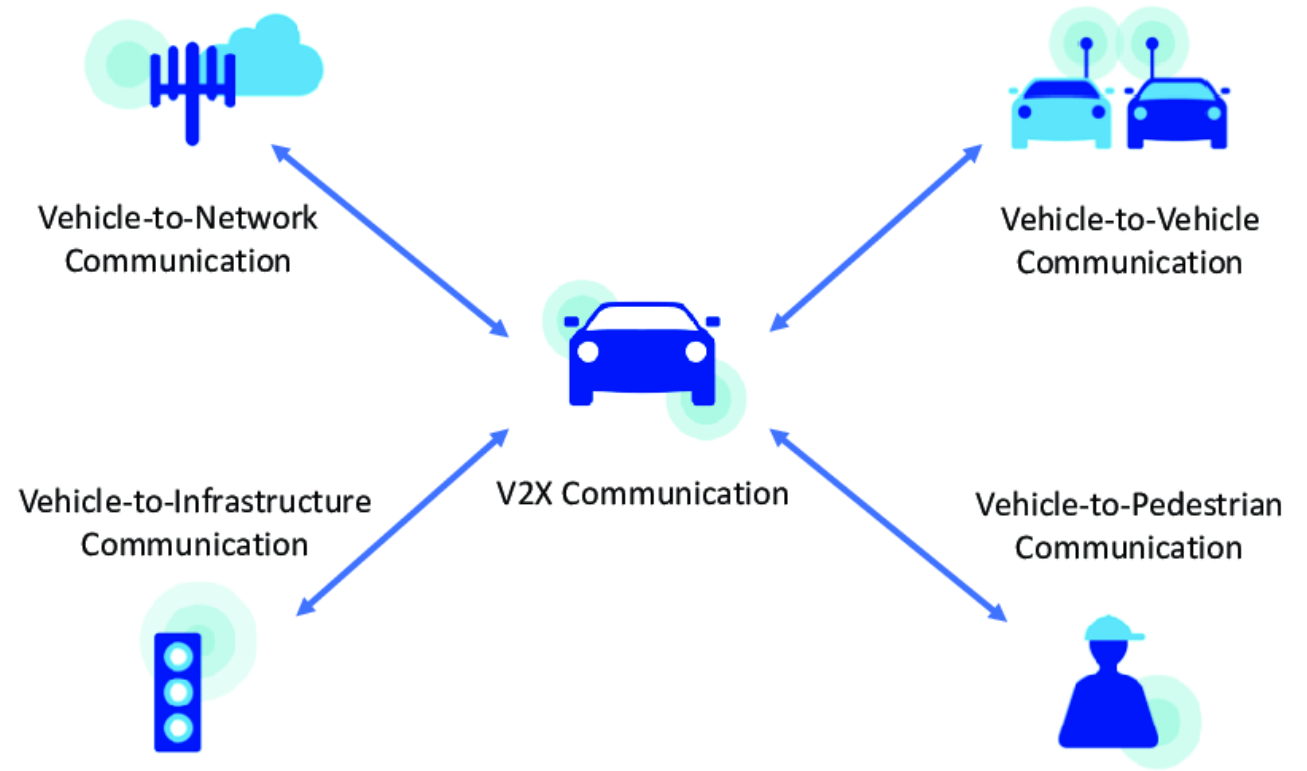 Vehicle-to-Network
Communication
Vehicle-to-Vehicle
Communication
V2X Communication
Vehicle-to-Infrastructure
Communication
Vehicle-to-Pedestrian
Communication